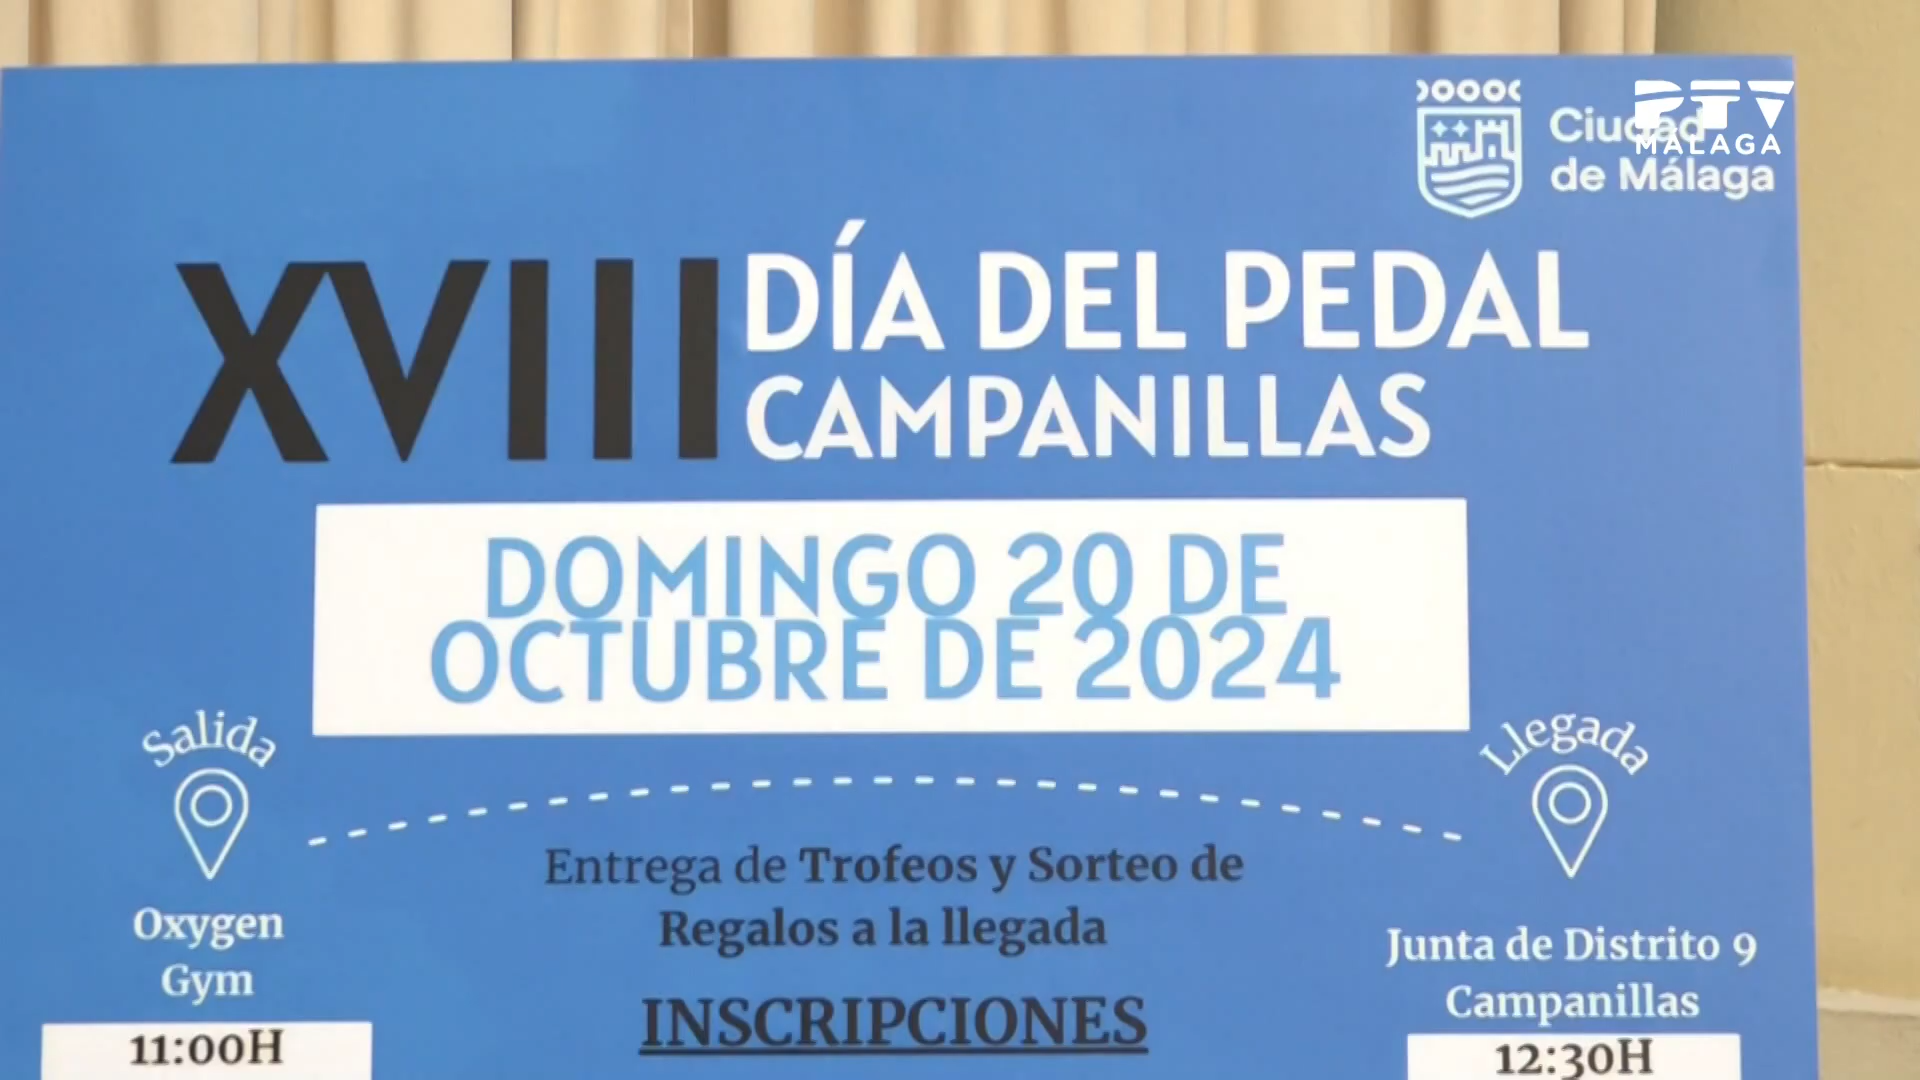 PTV
MÁLAGA
Ciudad
de Málaga
XVIII DÍA DEL PEDAL
CAMPANILLAS
DOMINGO 20 DE
OCTUBRE DE 2024
Salida
Llegada
Entrega de Trofeos y Sorteo de
Regalos a la llegada
Oxygen
Gym
11:00H
Junta de Distrito 9
Campanillas
12:30H
INSCRIPCIONES